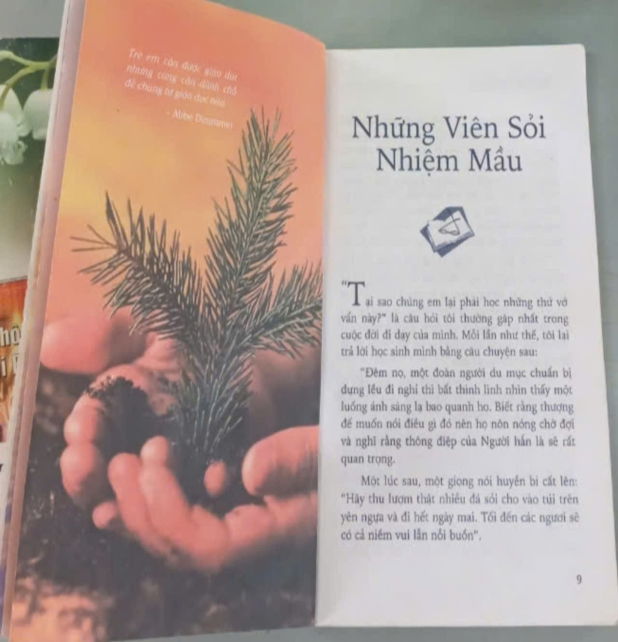 Trẻ em cần được giáo dục
nhưng cũng cần dành chỗ
để chúng tự giáo dục nữa.
Những Viên Sỏi
Nhiệm Mầu
"Tại sao chúng em lại phải học những thứ vớ
vẩn này?" là câu hỏi tôi thường gặp nhất trong
cuộc đời đi dạy của mình. Mỗi lần như thế, tôi lại
trả lời học sinh mình bằng câu chuyện sau:
"Đêm nọ, một đoàn người du mục chuẩn bị
dựng lều đi nghỉ thì bất thình lình nhìn thấy một
luồng ánh sáng lạ bao quanh họ. Biết rằng thượng
đế muốn nói điều gì đó nên họ nôn nóng chờ đợi
và nghĩ rằng thông điệp của Người hẳn là sẽ rất
quan trọng.
Một lúc sau, một giọng nói huyền bí cất lên:
"Hãy thu lượm thật nhiều đá sỏi cho vào túi trên
yên ngựa và đi hết ngày mai. Tối đến các ngươi sẽ
có cả niềm vui lẫn nỗi buồn".
9